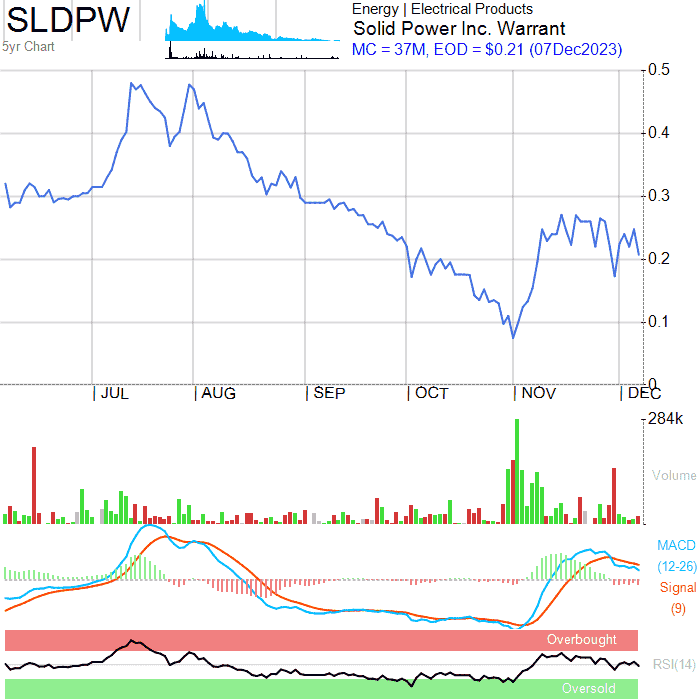 SLDPW
5yr Chart
Energy | Electrical Products
Solid Power Inc. Warrant
MC = 37M, EOD = $0.21 (07Dec2023)
0.5
0.4
0.3
0.2
0.1
0
JUL AUG SEP OCT NOV DEC
284k
Volume
MACD
(12-26)
Signal
(9)
Overbought
RSI(14)
Oversold